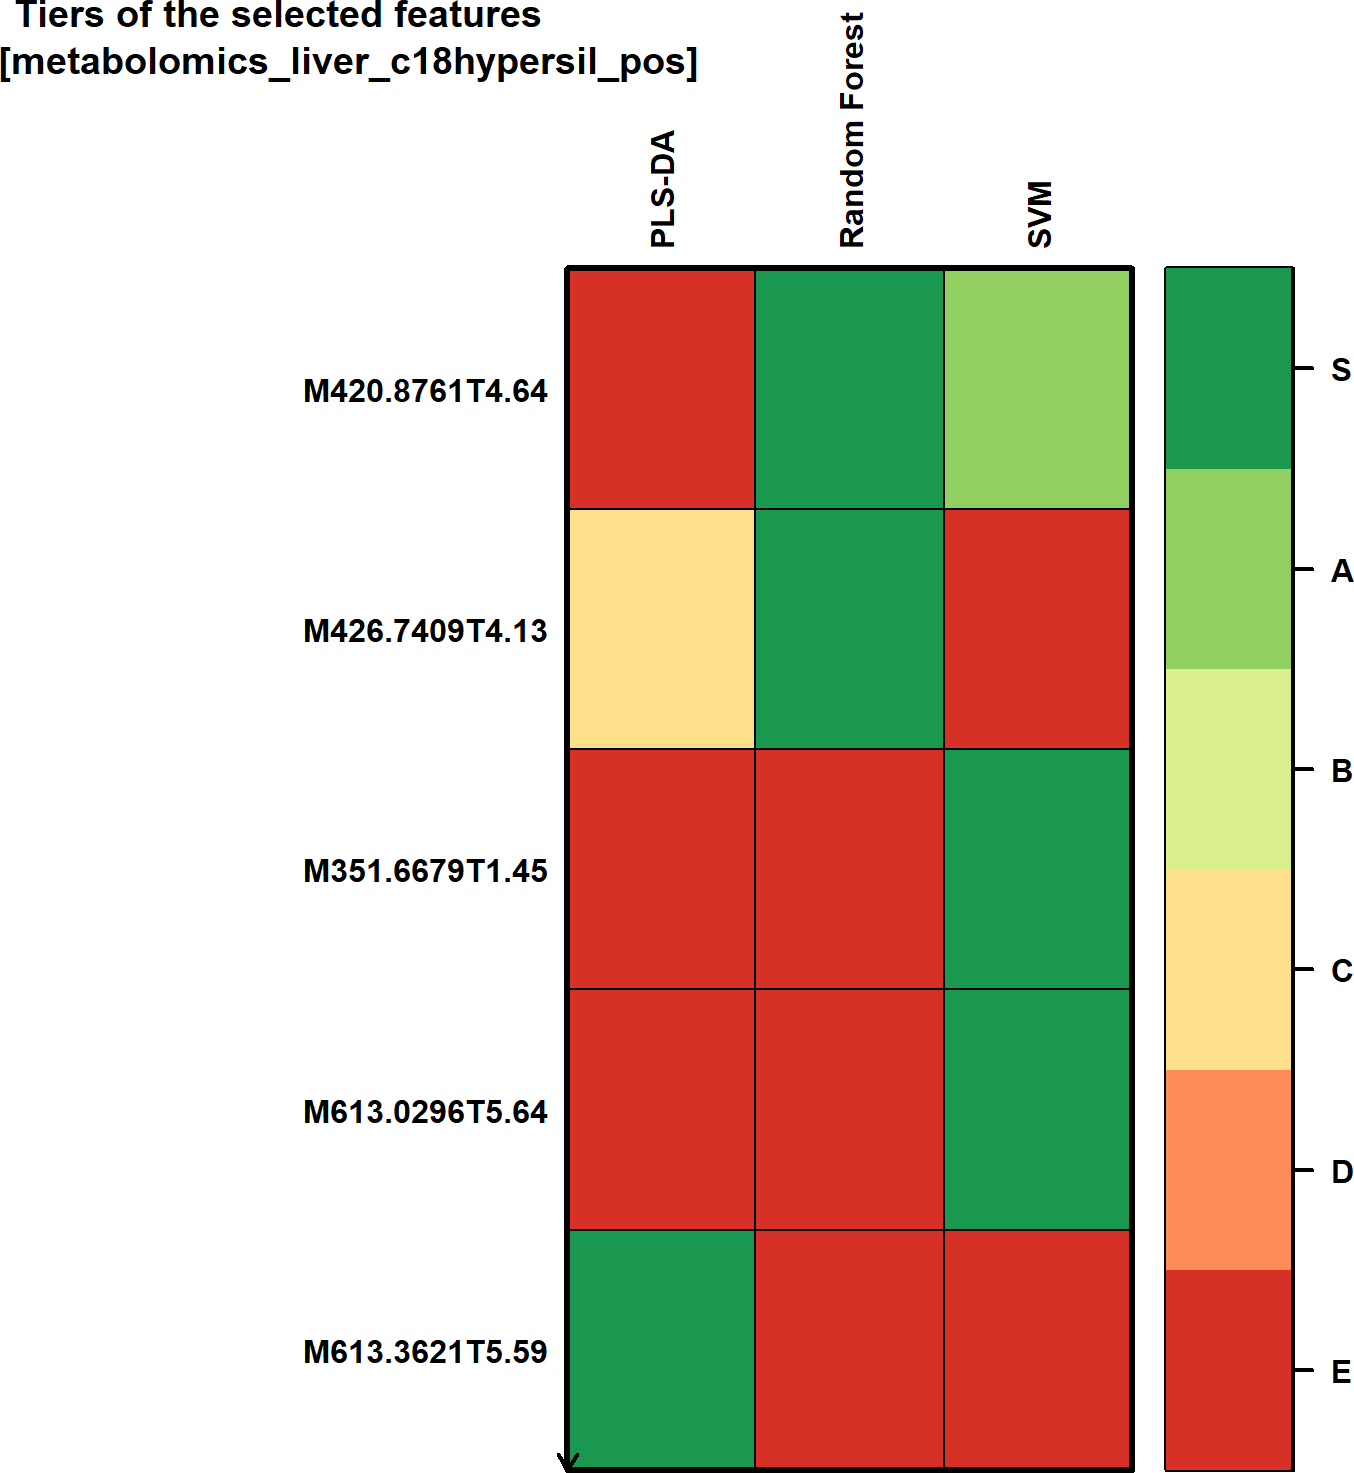 Tiers of the selected features
[metabolomics_liver_c18hypersil_pos]
PLS-DA
Random Forest
SVM
M420.8761T4.64
M426.7409T4.13
M351.6679T1.45
M613.0296T5.64
M613.3621T5.59
S
A
B
C
D
E